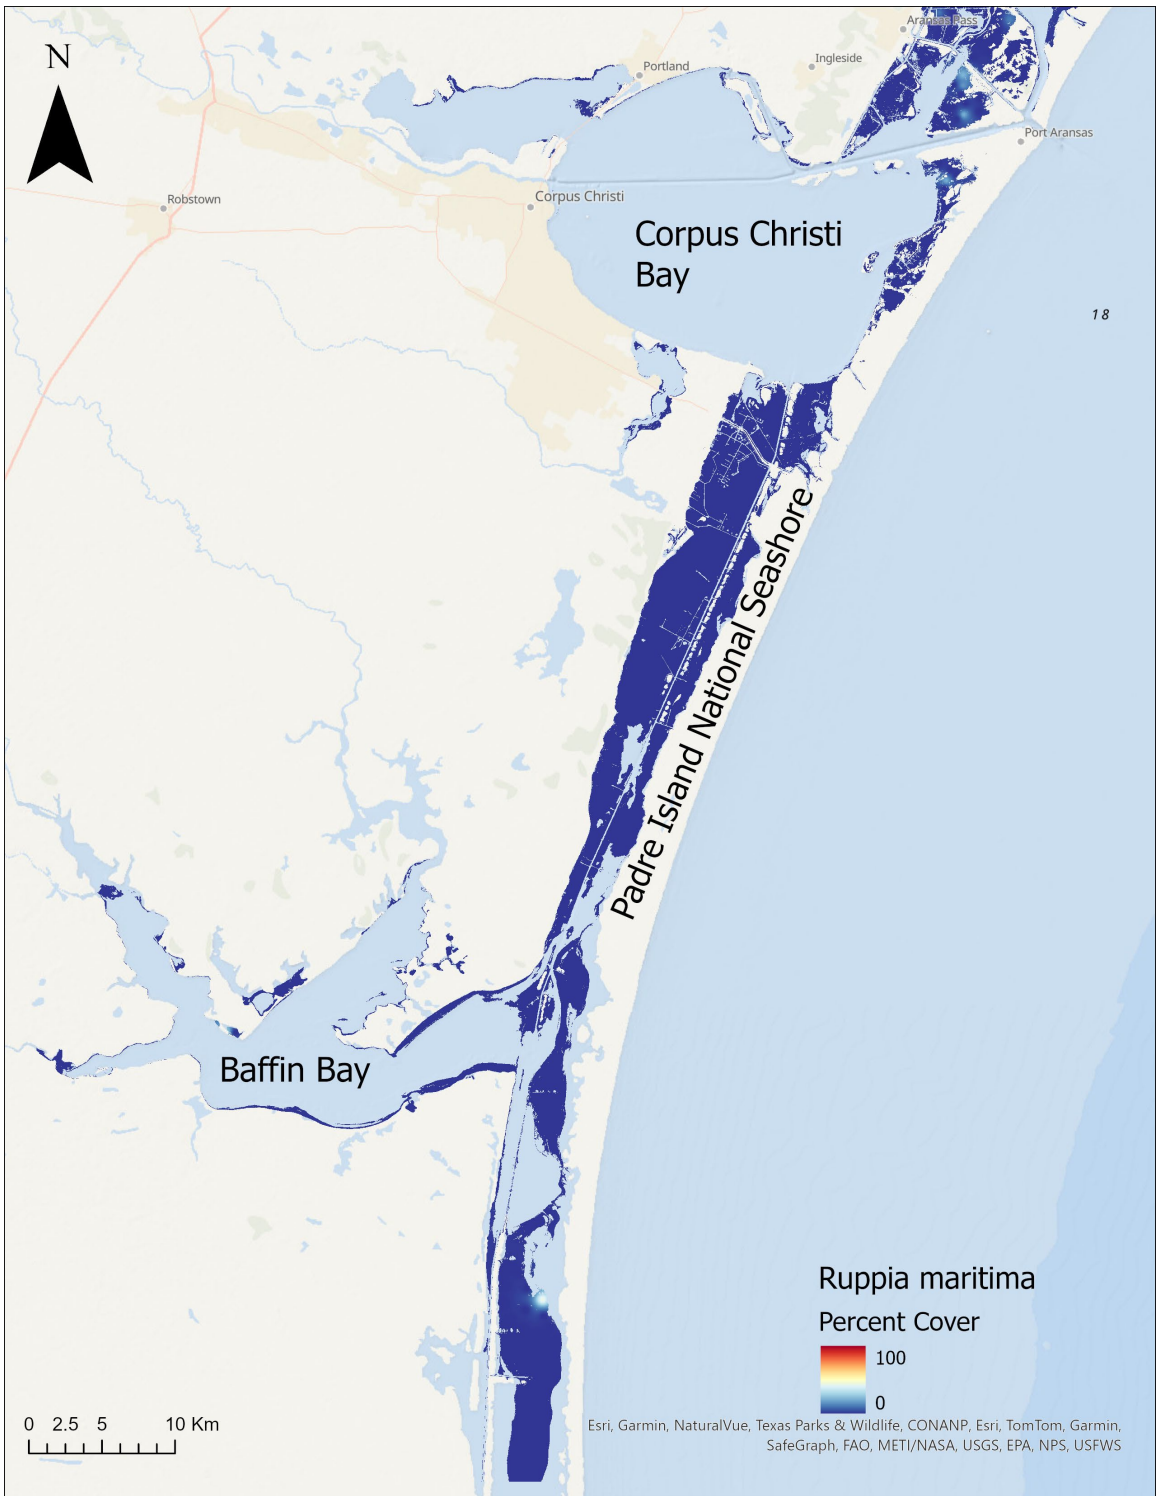 Aransas Pass
N
Ingleside
Portland
Port Aransas
Robstown
Corpus Christi
Corpus Christi
Bay
18
Padre Island National Seashore
Baffin Bay
Ruppia maritima
Percent Cover
100
0
0 2.5 5 10 Km
Esri, Garmin, NaturalVue, Texas Parks & Wildlife, CONANP, Esri, TomTom, Garmin,
SafeGraph, FAO, METI/NASA, USGS, EPA, NPS, USFWS